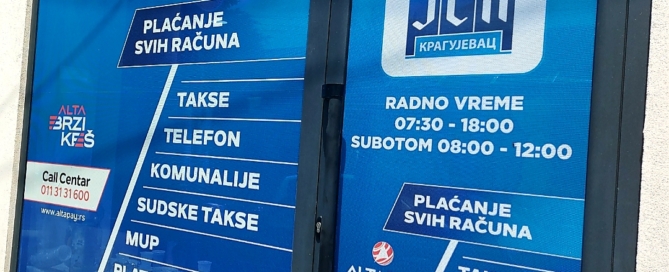 PLAĆANJE
SVIH RAČUNA
TAKSE
TELEFON
KOMUNALIJE
SUDSKE TAKSE
MUP
ALTA
BRZI
KEŠ
Call Centar
011 31 31 600
www.altapay.rs
КРАГУЈЕВАЦ
RADNO VREME
07:30 - 18:00
SUBOTOM 08:00 - 12:00
PLAĆANJE
SVIH RAČUNA